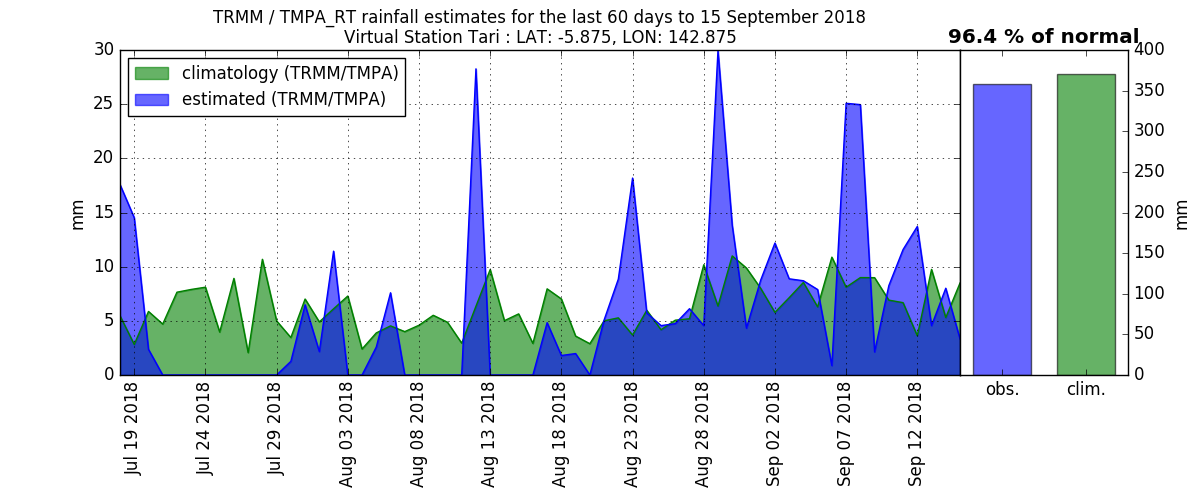 TRMM / TMPA_RT rainfall estimates for the last 60 days to 15 September 2018
Virtual Station Tari : LAT: -5.875, LON: 142.875
96.4 % of normal
climatology (TRMM/TMPA)
estimated (TRMM/TMPA)
30
25
20
15
10
5
0
mm
Jul 19 2018
Jul 24 2018
Jul 29 2018
Aug 03 2018
Aug 08 2018
Aug 13 2018
Aug 18 2018
Aug 23 2018
Aug 28 2018
Sep 02 2018
Sep 07 2018
Sep 12 2018
400
350
300
250
200
150
100
50
0
mm
obs.
clim.